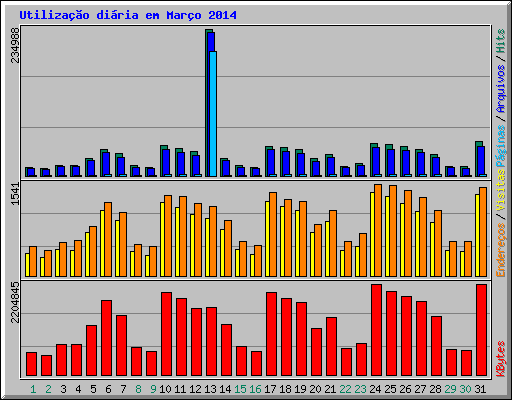 Utilização diária em Março 2014
234988
1541
2204845
Endereços / Visitas Páginas / Arquivos / Hits
KBytes
1 2 3 4 5 6 7 8 9 10 11 12 13 14 15 16 17 18 19 20 21 22 23 24 25 26 27 28 29 30 31